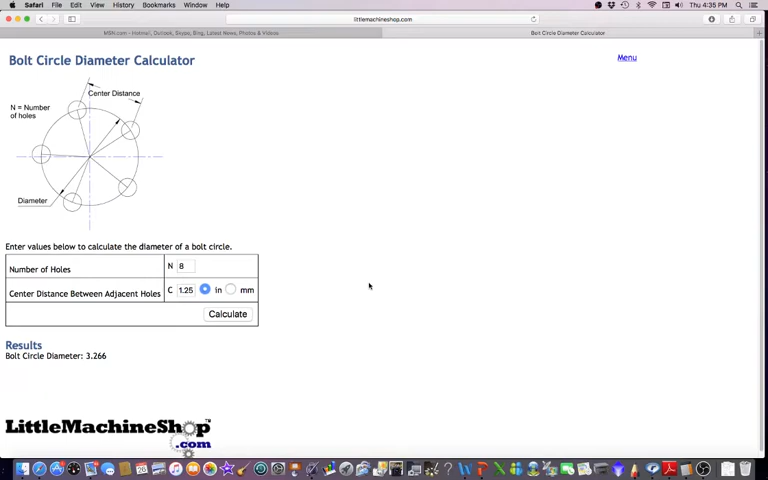 Safari File Edit View History Bookmarks Window Help Thu 4:35 PM
littlemachineshop.com
MSN.com - Hotmail, Outlook, Skype, Bing, Latest News, Photos & Videos Bolt Circle Diameter Calculator
Bolt Circle Diameter Calculator
Menu
Center Distance
N = Number
of holes
Diameter
Enter values below to calculate the diameter of a bolt circle.
Number of Holes N 8
Center Distance Between Adjacent Holes C 1.25 in mm
Calculate
Results
Bolt Circle Diameter: 3.266
LittleMachineShop™
.com